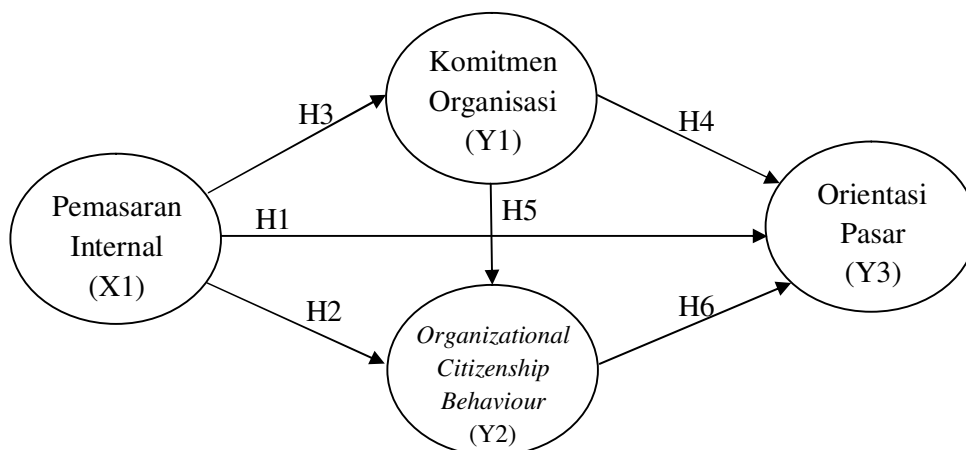 Komitmen
Organisasi
(Y1)
H3
H4
Pemasaran
Internal
(X1)
H1
H5
Orientasi
Pasar
(Y3)
H2
H6
Organizational
Citizenship
Behaviour
(Y2)